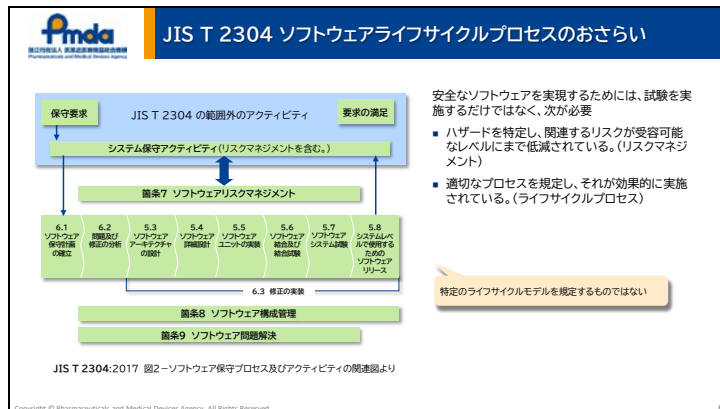 Pmda
独立行政法人 医薬品医療機器総合機構
Pharmaceuticals and Medical Devices Agency
JIS T 2304 ソフトウェアライフサイクルプロセスのおさらい
保守要求
JIS T 2304 の範囲外のアクティビティ
要求の満足
システム保守アクティビティ(リスクマネジメントを含む。)
箇条7 ソフトウェアリスクマネジメント
6.1
ソフトウェア
保守計画
の確立
6.2
問題及び
修正の分析
5.3
ソフトウェア
アーキテクチャ
の設計
5.4
ソフトウェア
詳細設計
5.5
ソフトウェア
ユニットの実装
5.6
ソフトウェア
結合及び
結合試験
5.7
ソフトウェア
システム試験
5.8
システムレベ
ルで使用する
ための
ソフトウェア
リリース
6.3 修正の実装
箇条8 ソフトウェア構成管理
箇条9 ソフトウェア問題解決
JIS T 2304:2017 図2−ソフトウェア保守プロセス及びアクティビティの関連図より
安全なソフトウェアを実現するためには、試験を実
施するだけではなく、次が必要
■ ハザードを特定し、関連するリスクが受容可能
なレベルにまで低減されている。(リスクマネジ
メント)
■ 適切なプロセスを規定し、それが効果的に実施
されている。(ライフサイクルプロセス)
特定のライフサイクルモデルを規定するものではない
Copyright © Pharmaceuticals and Medical Devices Agency, All Rights Reserved.